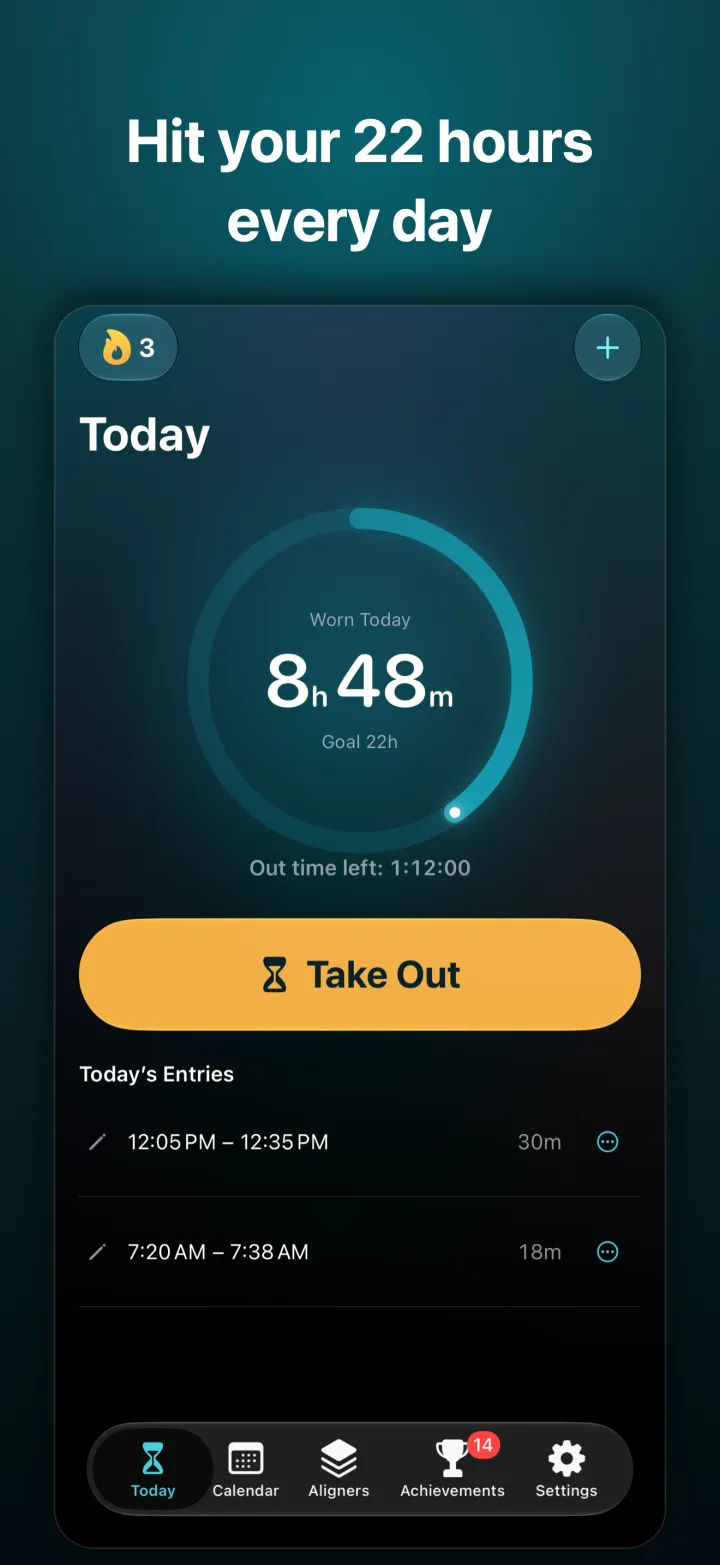 Hit your 22 hours
every day
3
+
Today
Worn Today
8h 48m
Goal 22h
Out time left: 1:12:00
Take Out
Today’s Entries
12:05 PM – 12:35 PM 30m
7:20 AM – 7:38 AM 18m
14
Today Calendar Aligners Achievements Settings